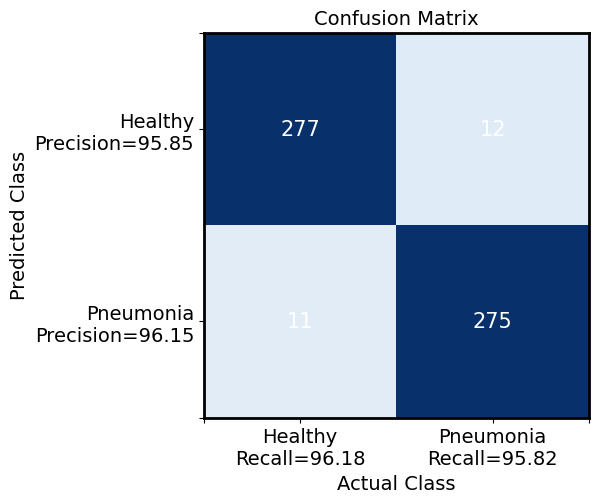 Confusion Matrix
Predicted Class
Healthy
Precision=95.85
277
12
Pneumonia
Precision=96.15
11
275
Healthy
Recall=96.18
Pneumonia
Recall=95.82
Actual Class